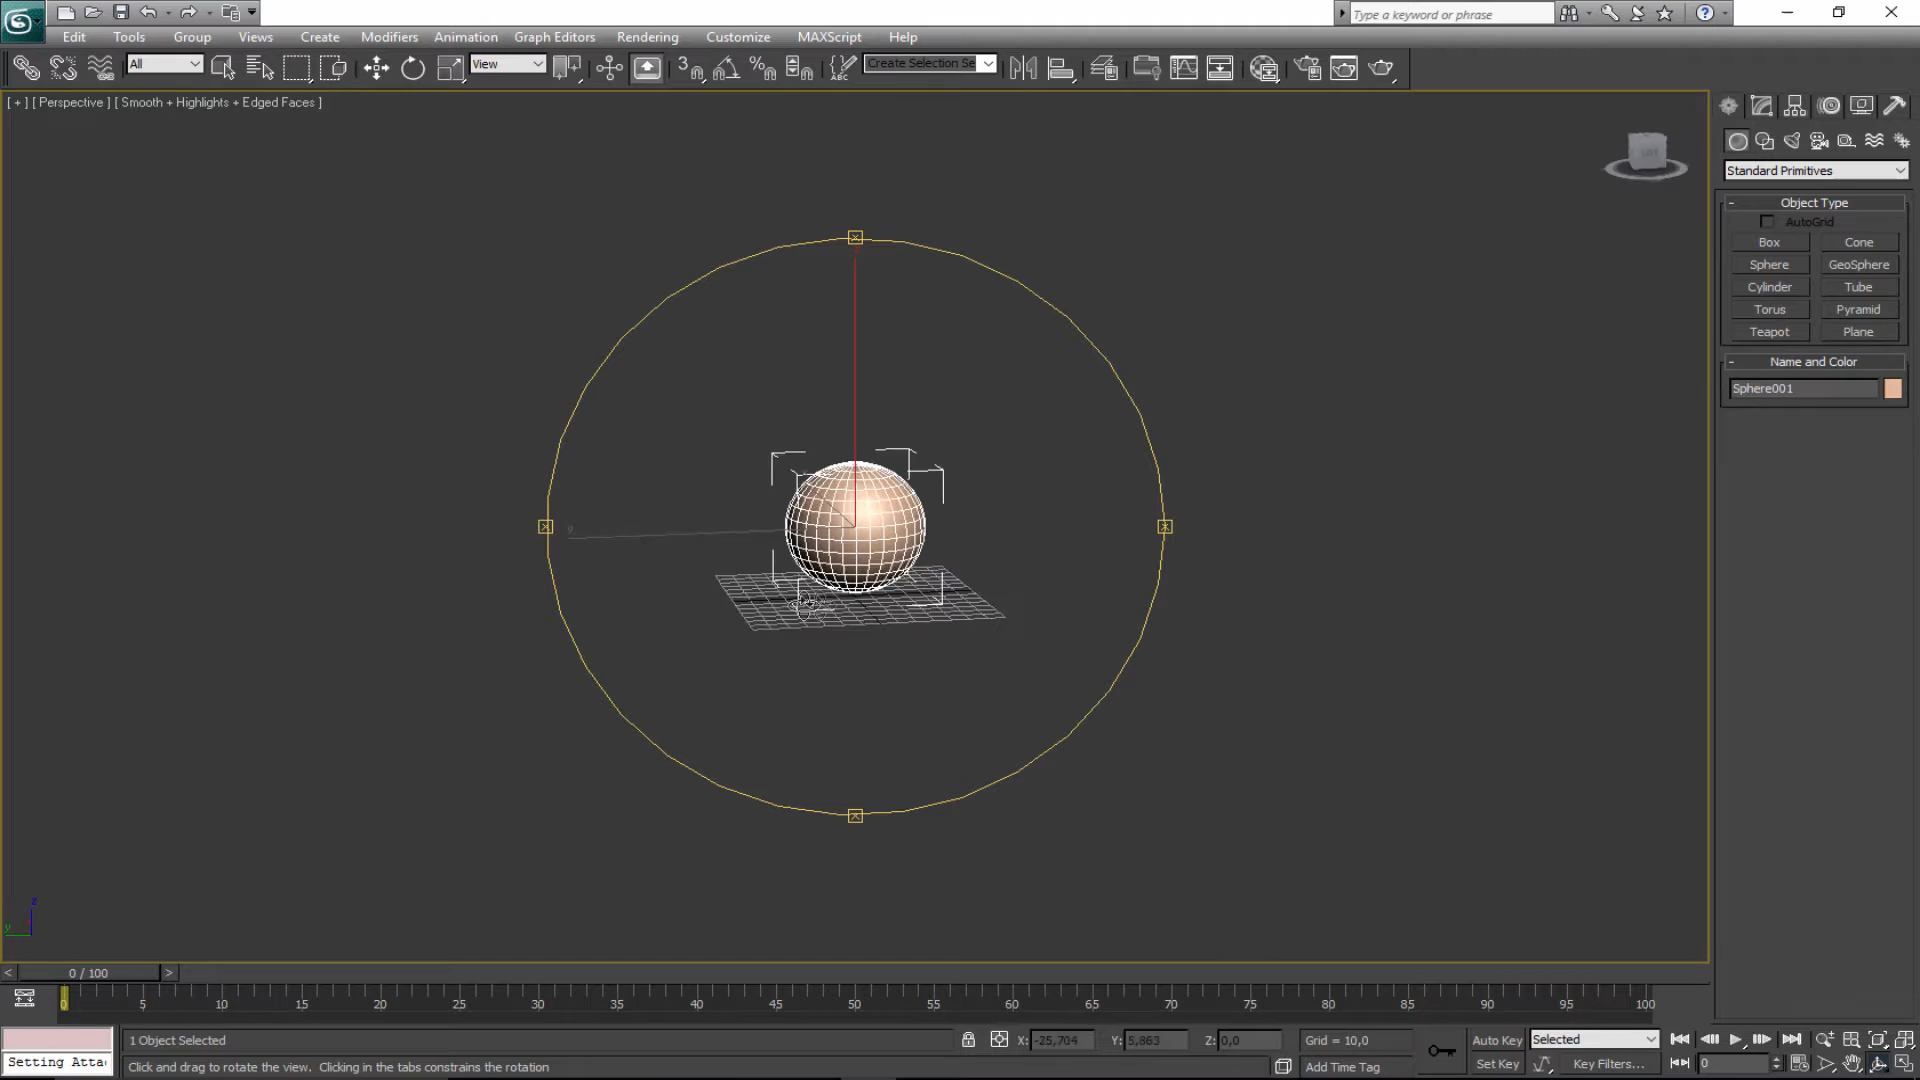 Type a keyword or phrase
Edit Tools Group Views Create Modifiers Animation Graph Editors Rendering Customize MAXScript Help
All View 3 ABC Create Selection Se
[ + ] [ Perspective ] [ Smooth + Highlights + Edged Faces ]
Standard Primitives
Object Type
AutoGrid
Box Cone
Sphere GeoSphere
Cylinder Tube
Torus Pyramid
Teapot Plane
Name and Color
Sphere001
z
y
< 0 / 100 >
0 5 10 15 20 25 30 35 40 45 50 55 60 65 70 75 80 85 90 95 100
1 Object Selected X: -25,704 Y: 5,863 Z: 0,0 Grid = 10,0 Auto Key Selected
Setting Atta Click and drag to rotate the view. Clicking in the tabs constrains the rotation Add Time Tag Set Key Key Filters... 0